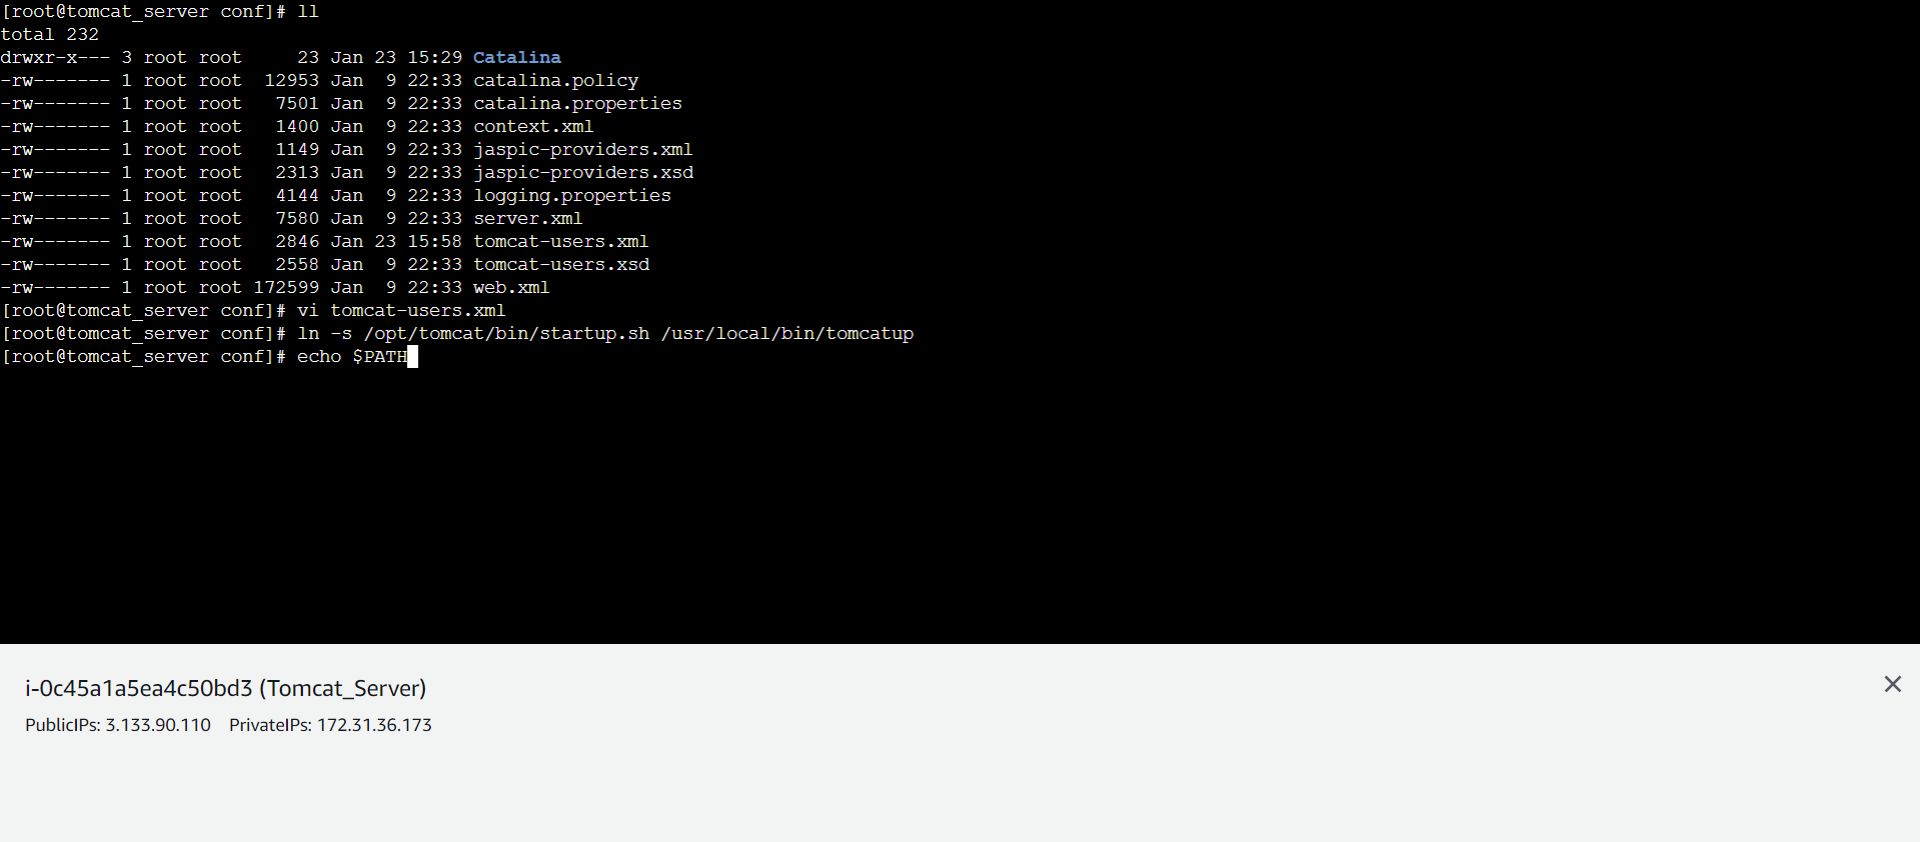 [root@tomcat_server conf]# ll
total 232
drwxr-x--- 3 root root     23 Jan 23 15:29 Catalina
-rw------- 1 root root  12953 Jan  9 22:33 catalina.policy
-rw------- 1 root root   7501 Jan  9 22:33 catalina.properties
-rw------- 1 root root   1400 Jan  9 22:33 context.xml
-rw------- 1 root root   1149 Jan  9 22:33 jaspic-providers.xml
-rw------- 1 root root   2313 Jan  9 22:33 jaspic-providers.xsd
-rw------- 1 root root   4144 Jan  9 22:33 logging.properties
-rw------- 1 root root   7580 Jan  9 22:33 server.xml
-rw------- 1 root root   2846 Jan 23 15:58 tomcat-users.xml
-rw------- 1 root root   2558 Jan  9 22:33 tomcat-users.xsd
-rw------- 1 root root 172599 Jan  9 22:33 web.xml
[root@tomcat_server conf]# vi tomcat-users.xml
[root@tomcat_server conf]# ln -s /opt/tomcat/bin/startup.sh /usr/local/bin/tomcatup
[root@tomcat_server conf]# echo $PATH
i-0c45a1a5ea4c50bd3 (Tomcat_Server)
PublicIPs: 3.133.90.110 PrivateIPs: 172.31.36.173